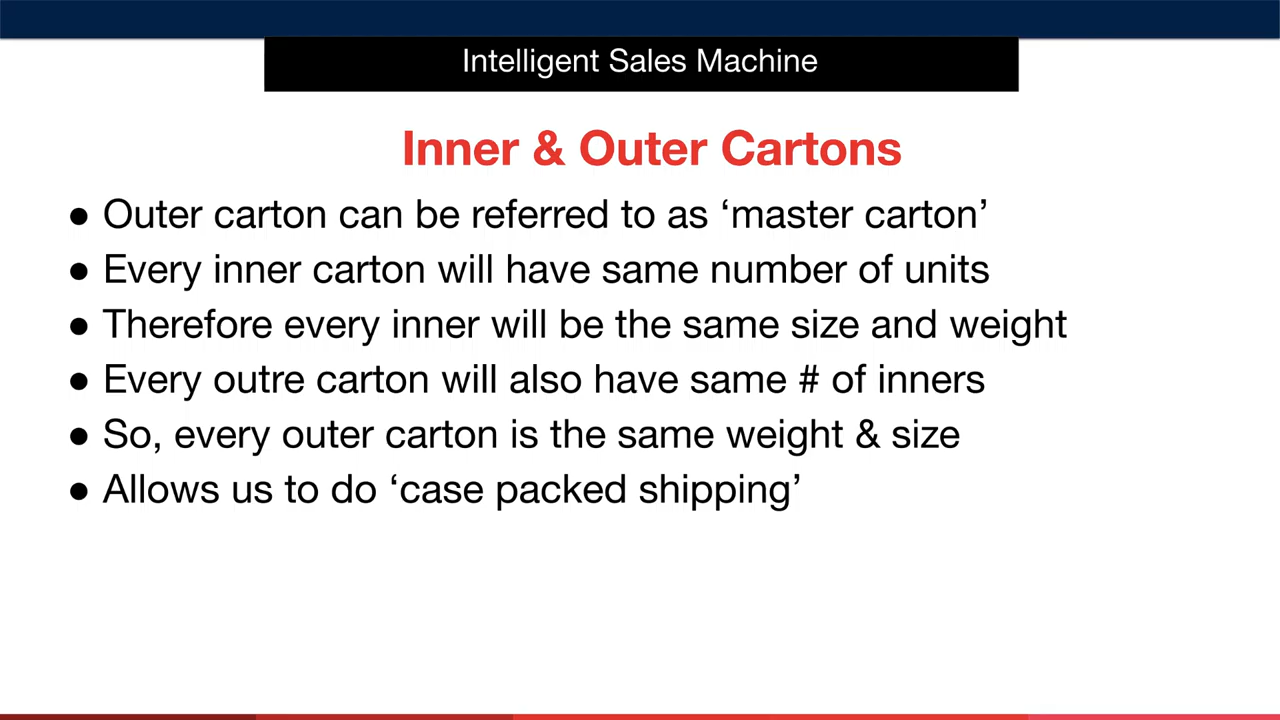 Intelligent Sales Machine
Inner & Outer Cartons
● Outer carton can be referred to as ‘master carton’
● Every inner carton will have same number of units
● Therefore every inner will be the same size and weight
● Every outre carton will also have same # of inners
● So, every outer carton is the same weight & size
● Allows us to do ‘case packed shipping’